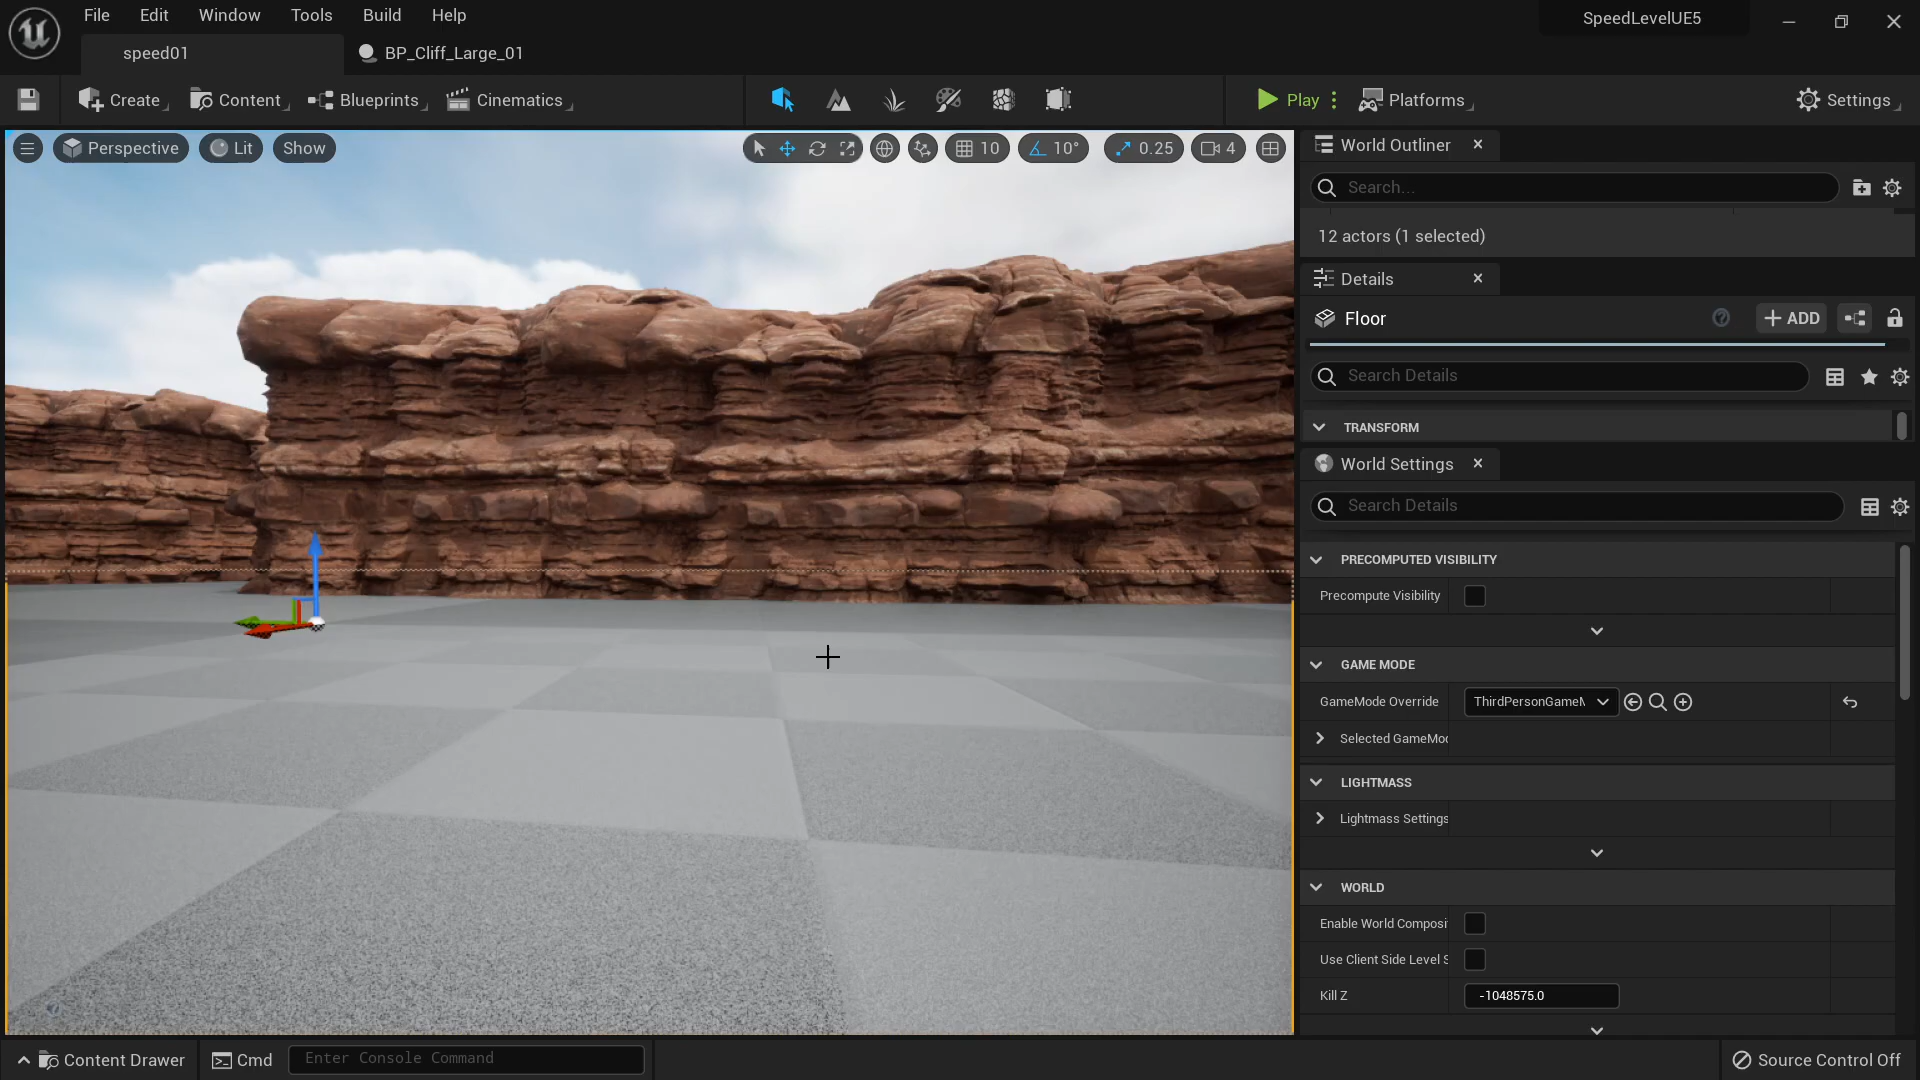 File Edit Window Tools Build Help
SpeedLevelUE5
speed01
BP_Cliff_Large_01
Create Content Blueprints Cinematics
Play Platforms
Settings
Perspective Lit Show
10 10° 0.25 4
World Outliner
Search...
12 actors (1 selected)
Details
Floor
ADD
Search Details
TRANSFORM
World Settings
Search Details
PRECOMPUTED VISIBILITY
Precompute Visibility
GAME MODE
GameMode Override ThirdPersonGameM
Selected GameMod
LIGHTMASS
Lightmass Settings
WORLD
Enable World Composi
Use Client Side Level S
Kill Z -1048575.0
Content Drawer Cmd Enter Console Command
Source Control Off